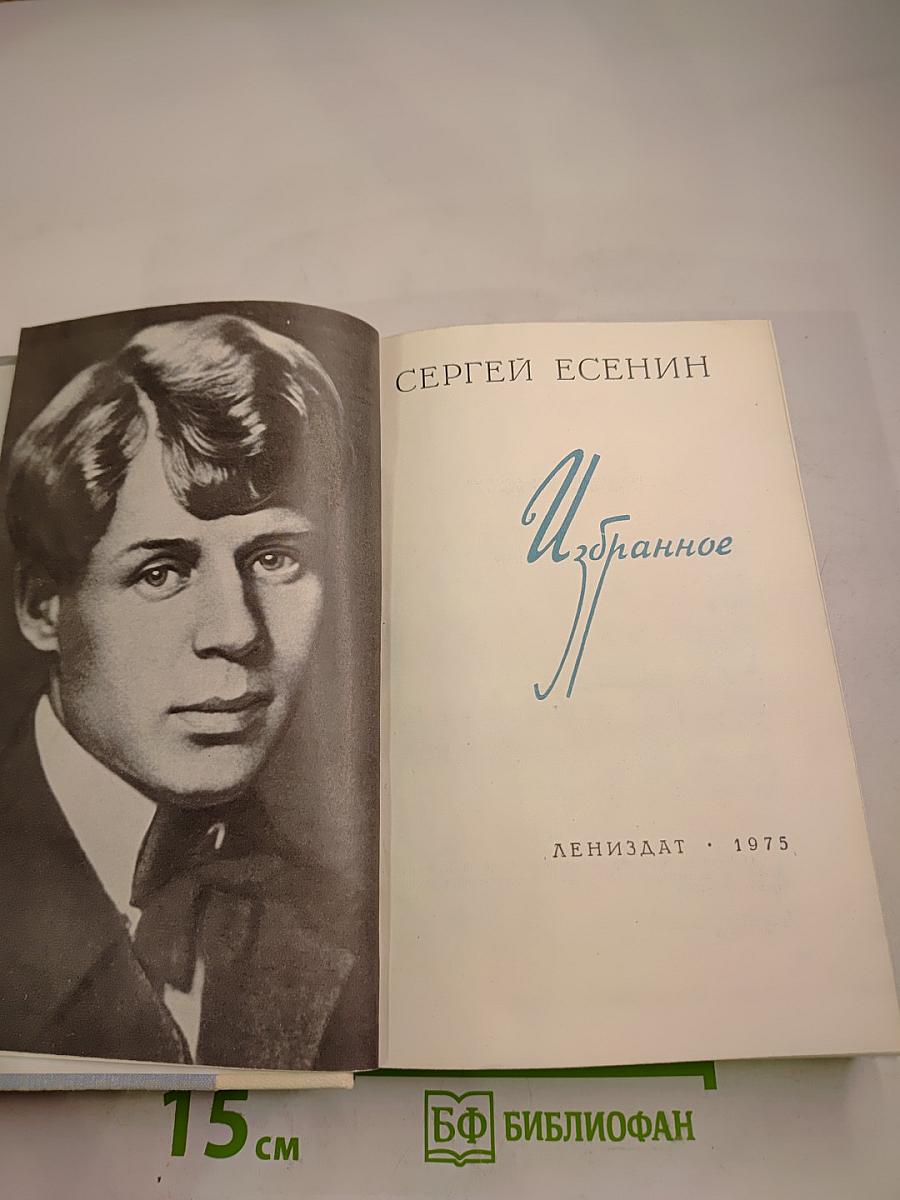 СЕРГЕЙ ЕСЕНИН
Избранное
ЛЕНИЗДАТ · 1975
15 см
БФ БИБЛИОФАН